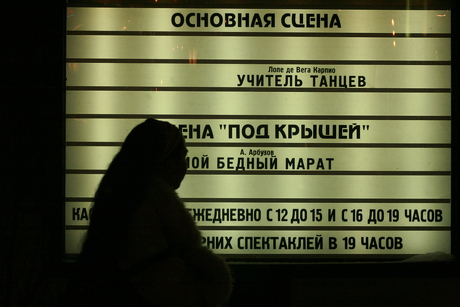 ОСНОВНАЯ СЦЕНА
Лопе де Вега Карпио
УЧИТЕЛЬ ТАНЦЕВ
"ПОД КРЫШЕЙ"
А. Арбузов
МОЙ БЕДНЫЙ МАРАТ
ЕЖЕДНЕВНО С 12 ДО 15 И С 16 ДО 19 ЧАСОВ
СПЕКТАКЛЕЙ В 19 ЧАСОВ